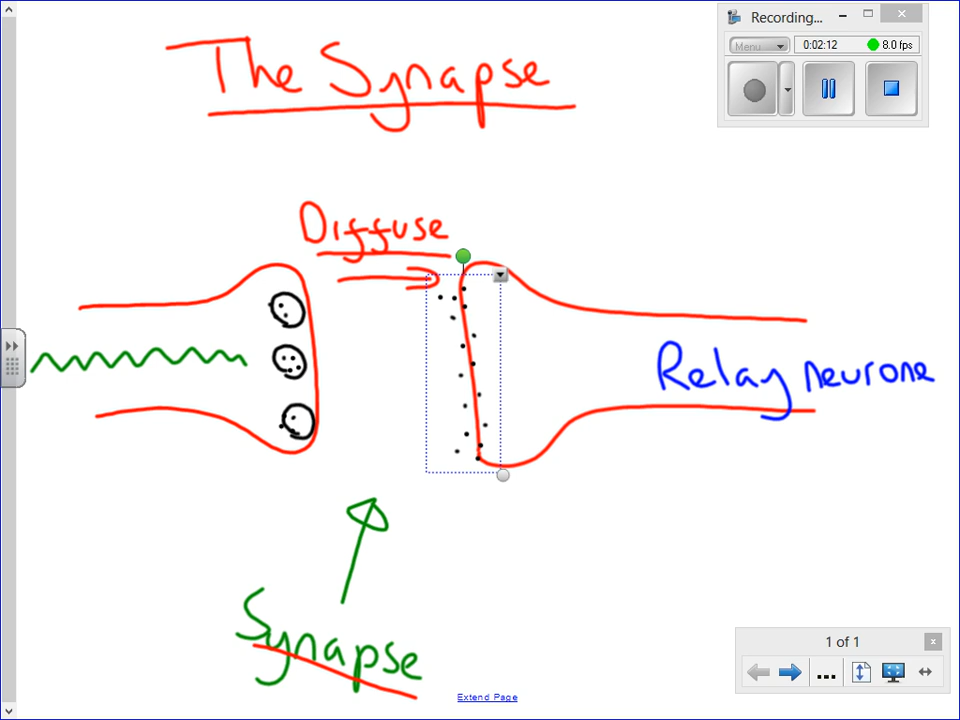 The Synapse
Recording...
Menu
0:02:12
8.0 fps
Diffuse
Relay neurone
Synapse
1 of 1
...
Extend Page